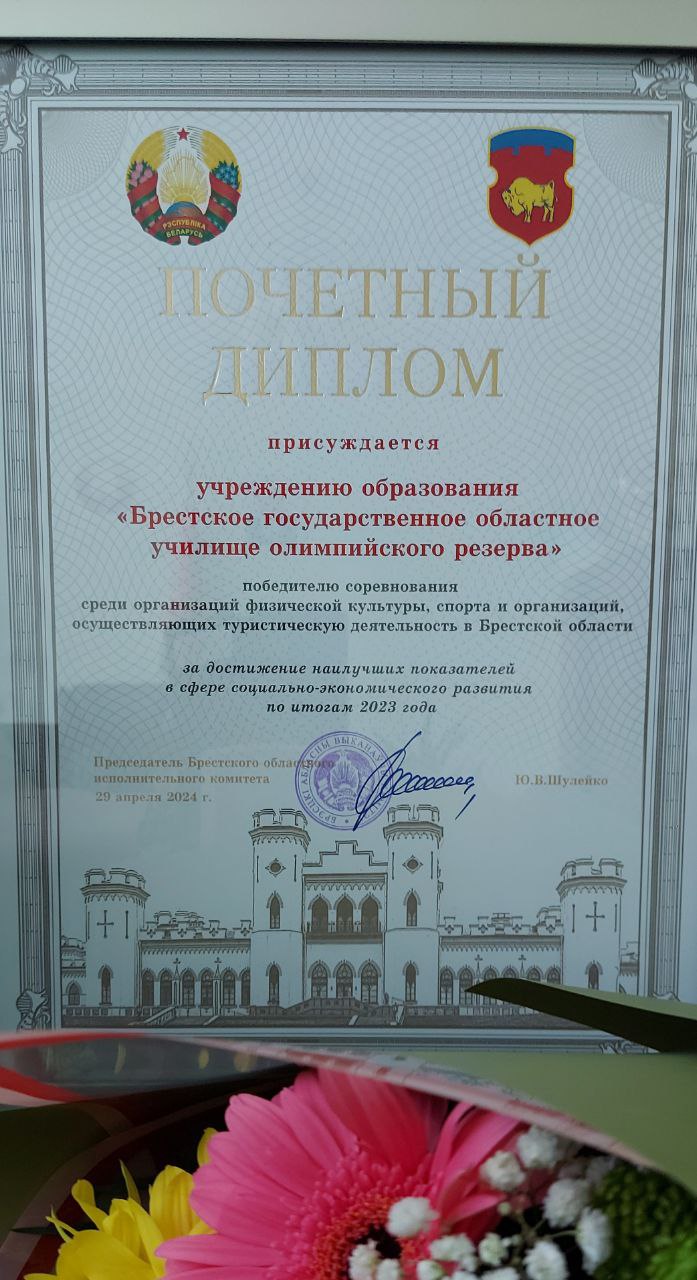 РЭСПУБЛІКА
БЕЛАРУСЬ
ПОЧЕТНЫЙ
ДИПЛОМ
присуждается
учреждению образования
«Брестское государственное областное
училище олимпийского резерва»
победителю соревнования
среди организаций физической культуры, спорта и организаций,
осуществляющих туристическую деятельность в Брестской области
за достижение наилучших показателей
в сфере социально-экономического развития
по итогам 2023 года
Председатель Брестского областного
исполнительного комитета
Ю.В.Шулейко
29 апреля 2024 г.
БРЭСЦКІ АБЛАСНЫ